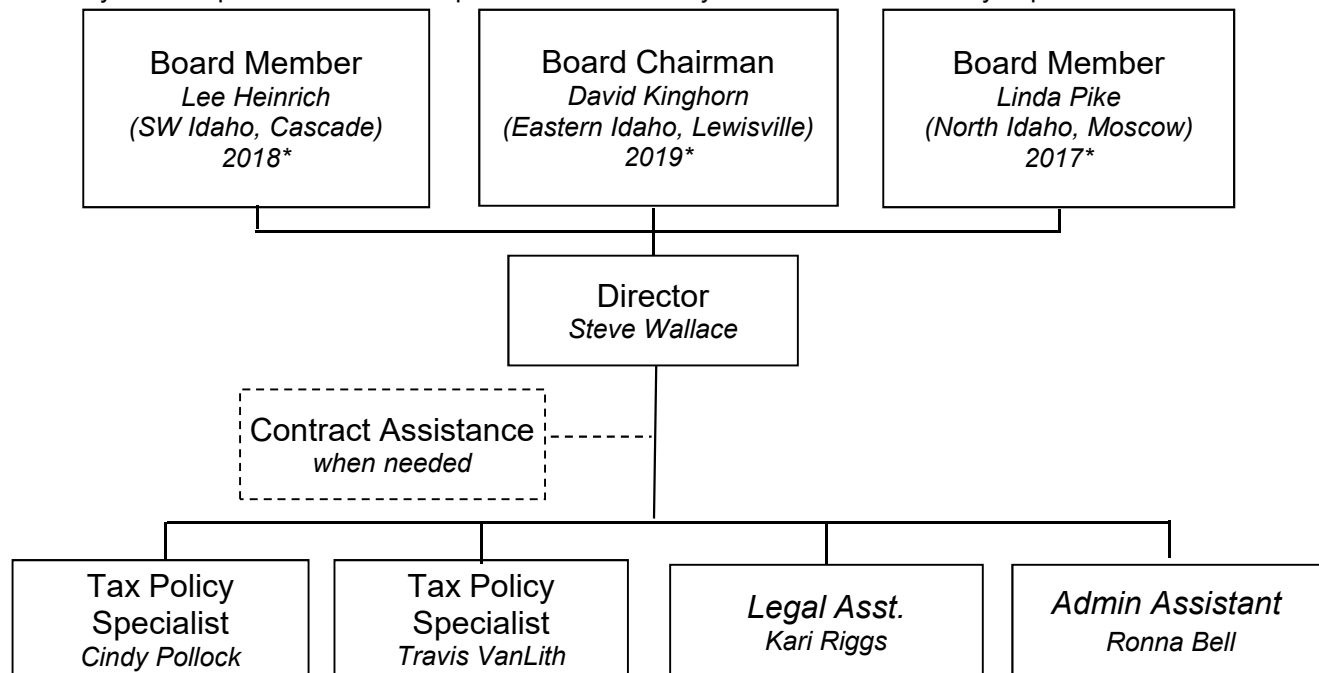 Board Member
Lee Heinrich
(SW Idaho, Cascade)
2018*
Board Chairman
David Kinghorn
(Eastern Idaho, Lewisville)
2019*
Board Member
Linda Pike
(North Idaho, Moscow)
2017*
Director
Steve Wallace
Contract Assistance
when needed
Tax Policy
Specialist
Cindy Pollock
Tax Policy
Specialist
Travis VanLith
Legal Asst.
Kari Riggs
Admin Assistant
Ronna Bell